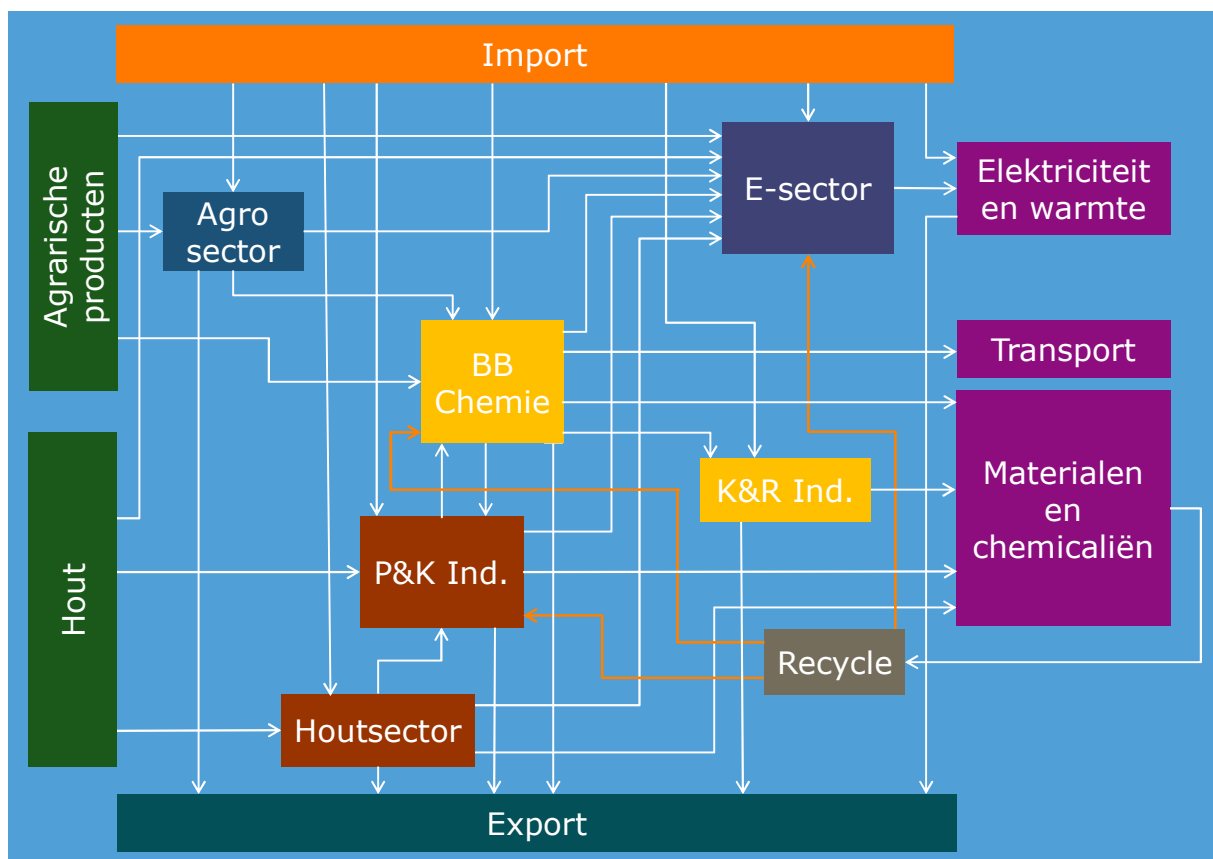 Import
Agrarische
producten
Agro
sector
E-sector
Elektriciteit
en warmte
BB
Chemie
Transport
Hout
K&R Ind.
Materialen
en
chemicaliën
P&K Ind.
Recycle
Houtsector
Export